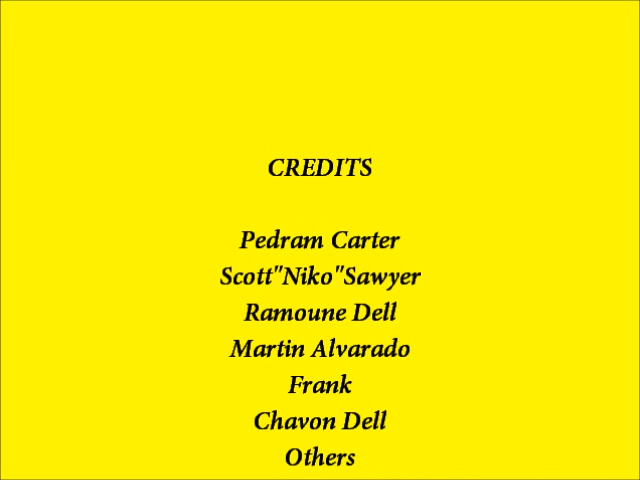 CREDITS
Pedram Carter
Scott"Niko"Sawyer
Ramoune Dell
Martin Alvarado
Frank
Chavon Dell
Others